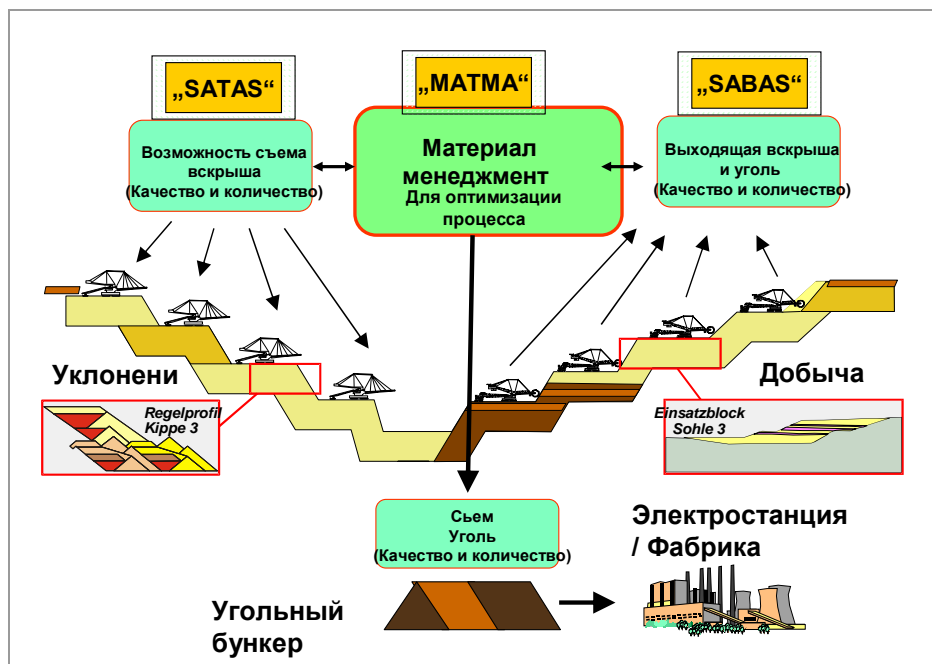 „SATAS“
„MATMA“
„SABAS“
Возможность съема
вскрыша
(Качество и количество)
Материал
менеджмент
Для оптимизации
процесса
Выходящая вскрыша
и уголь
(Качество и количество)
Уклонени
Добыча
Regelprofil
Kippe 3
Einsatzblock
Sohle 3
Сьем
Уголь
(Качество и количество)
Электростанция
/ Фабрика
Угольный
бункер